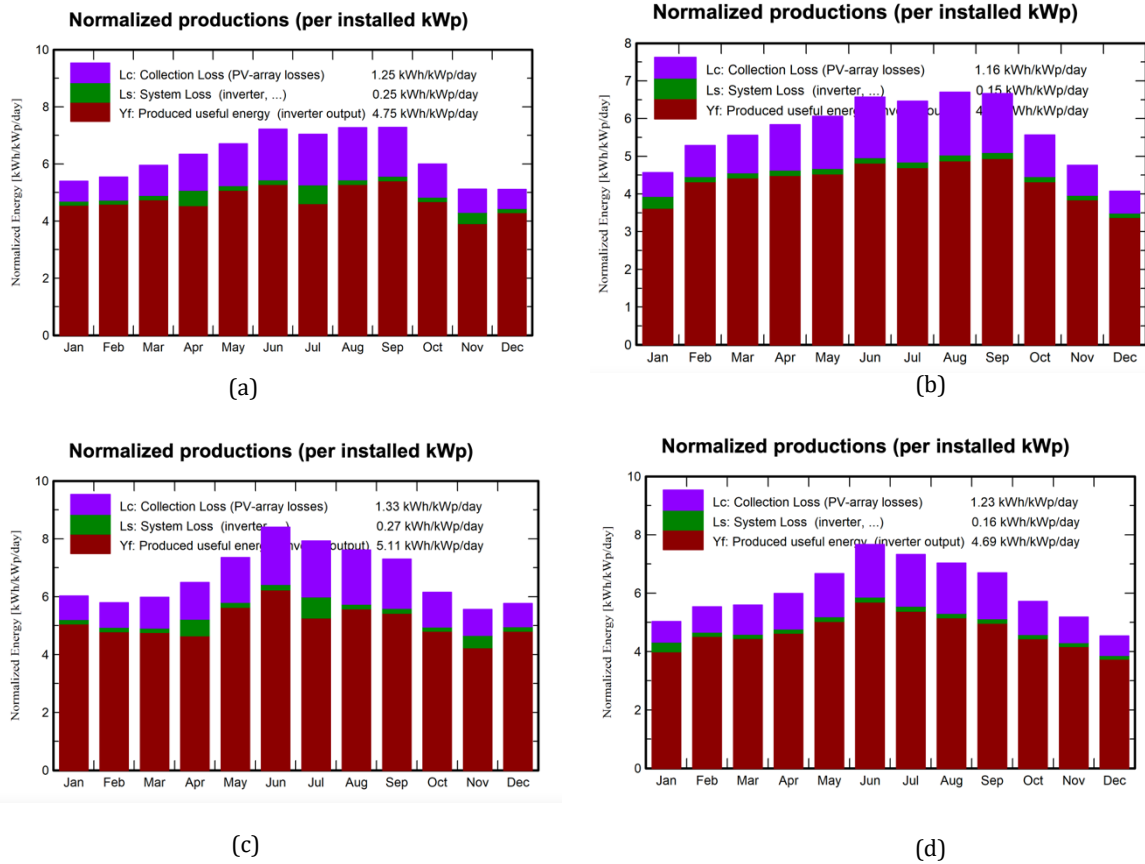 Normalized productions (per installed kWp)
10
8
6
4
2
0
Normalized Energy [kWh/kWp/day]
Lc: Collection Loss (PV-array losses) 1.25 kWh/kWp/day
Ls: System Loss (inverter, ...) 0.25 kWh/kWp/day
Yf: Produced useful energy (inverter output) 4.75 kWh/kWp/day
Jan Feb Mar Apr May Jun Jul Aug Sep Oct Nov Dec
(a)
Normalized productions (per installed kWp)
8
7
6
5
4
3
2
1
0
Normalized Energy [kWh/kWp/day]
Lc: Collection Loss (PV-array losses) 1.16 kWh/kWp/day
Ls: System Loss (inverter, ...) 0.15 kWh/kWp/day
Yf: Produced useful energy kWh/kWp/day
Jan Feb Mar Apr May Jun Jul Aug Sep Oct Nov Dec
(b)
Normalized productions (per installed kWp)
10
8
6
4
2
0
Normalized Energy [kWh/kWp/day]
Lc: Collection Loss (PV-array losses) 1.33 kWh/kWp/day
Ls: System Loss (inverter, ...) 0.27 kWh/kWp/day
Yf: Produced useful energy (inverter output) 5.11 kWh/kWp/day
Jan Feb Mar Apr May Jun Jul Aug Sep Oct Nov Dec
(c)
Normalized productions (per installed kWp)
10
8
6
4
2
0
Normalized Energy [kWh/kWp/day]
Lc: Collection Loss (PV-array losses) 1.23 kWh/kWp/day
Ls: System Loss (inverter, ...) 0.16 kWh/kWp/day
Yf: Produced useful energy (inverter output) 4.69 kWh/kWp/day
Jan Feb Mar Apr May Jun Jul Aug Sep Oct Nov Dec
(d)